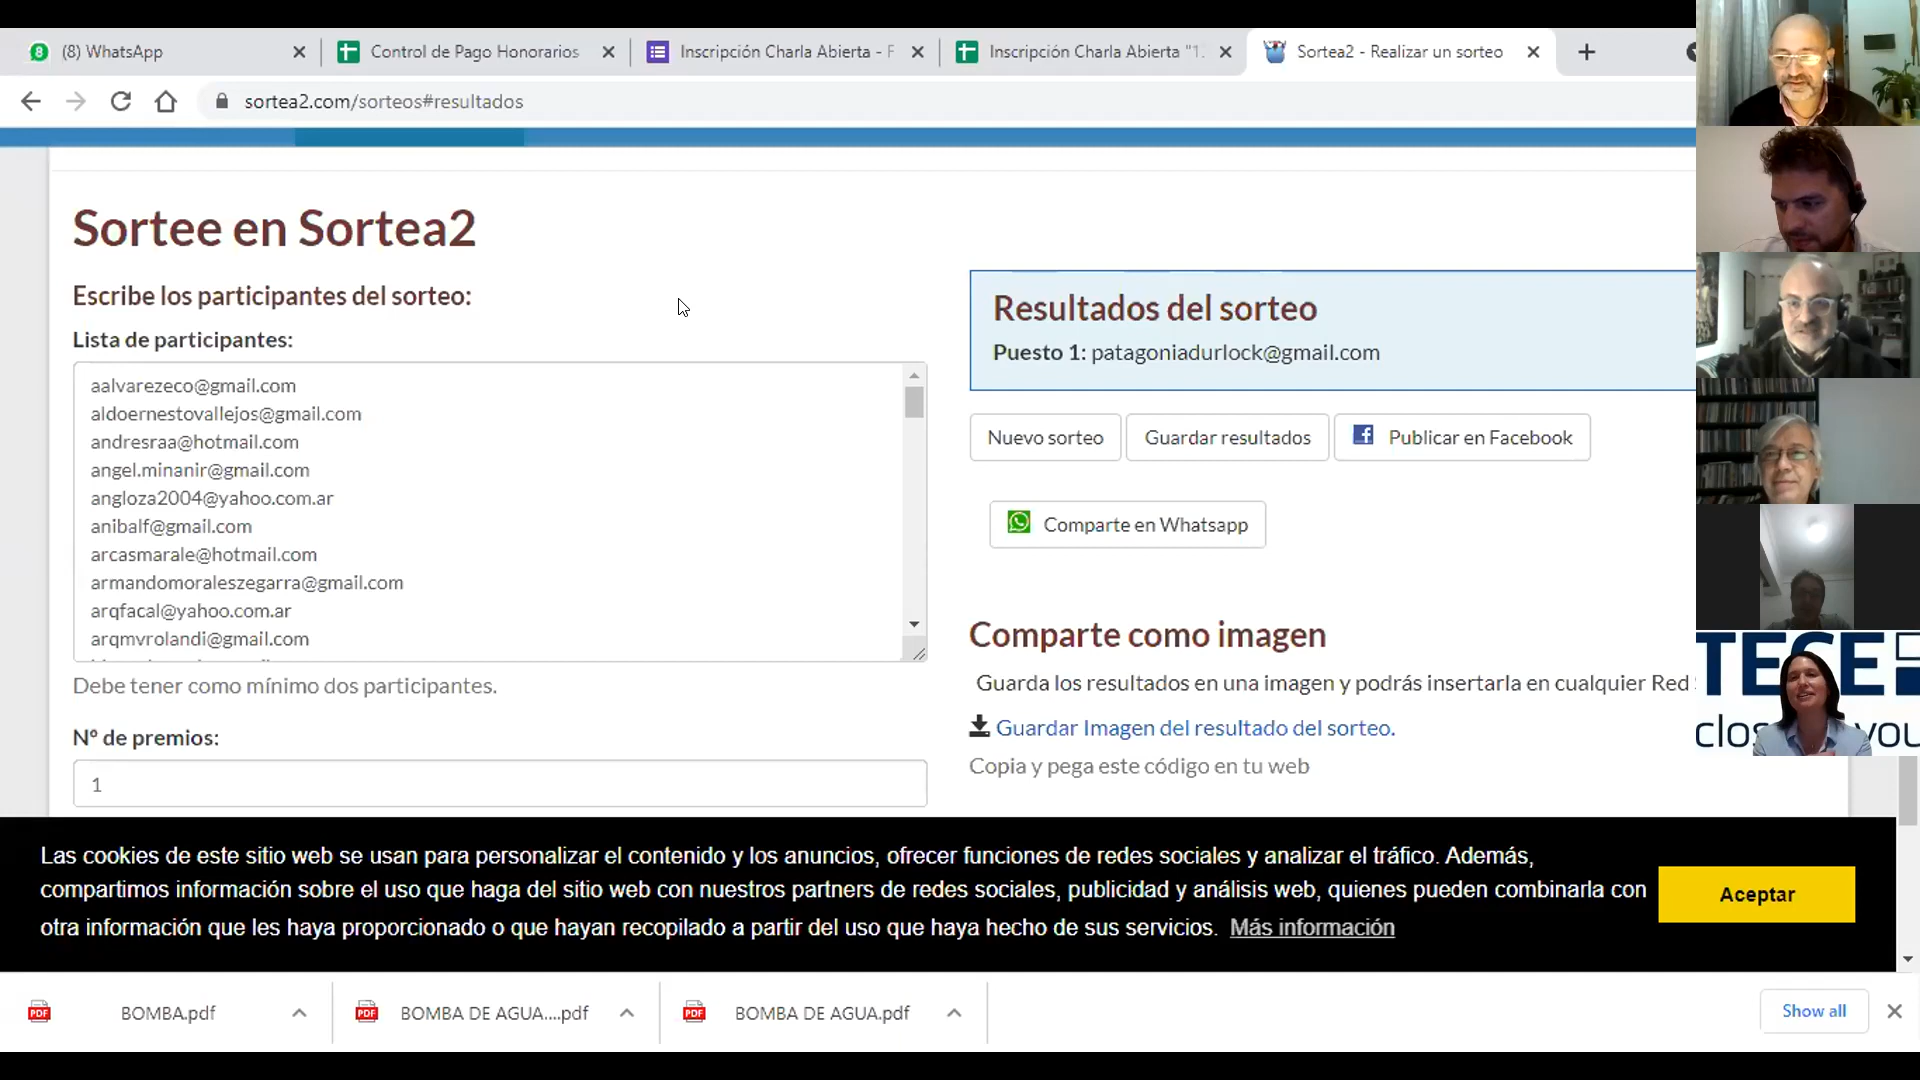 (8) WhatsApp
Control de Pago Honorarios
Inscripción Charla Abierta - F
Inscripción Charla Abierta "1.
Sortea2 - Realizar un sorteo
sortea2.com/sorteos#resultados
Sortee en Sortea2
Escribe los participantes del sorteo:
Lista de participantes:
aalvarezeco@gmail.com
aldoernestovallejos@gmail.com
andresraa@hotmail.com
angel.minanir@gmail.com
angloza2004@yahoo.com.ar
anibalf@gmail.com
arcasmarale@hotmail.com
armandomoraleszegarra@gmail.com
arqfacal@yahoo.com.ar
arqmvrolandi@gmail.com
Debe tener como mínimo dos participantes.
Nº de premios:
1
Resultados del sorteo
Puesto 1: patagoniadurlock@gmail.com
Nuevo sorteo
Guardar resultados
Publicar en Facebook
Comparte en Whatsapp
Comparte como imagen
Guarda los resultados en una imagen y podrás insertarla en cualquier Red
Guardar Imagen del resultado del sorteo.
Copia y pega este código en tu web
TECE
clos you
Las cookies de este sitio web se usan para personalizar el contenido y los anuncios, ofrecer funciones de redes sociales y analizar el tráfico. Además,
compartimos información sobre el uso que haga del sitio web con nuestros partners de redes sociales, publicidad y análisis web, quienes pueden combinarla con
otra información que les haya proporcionado o que hayan recopilado a partir del uso que haya hecho de sus servicios. Más información
Aceptar
BOMBA.pdf
BOMBA DE AGUA....pdf
BOMBA DE AGUA.pdf
Show all